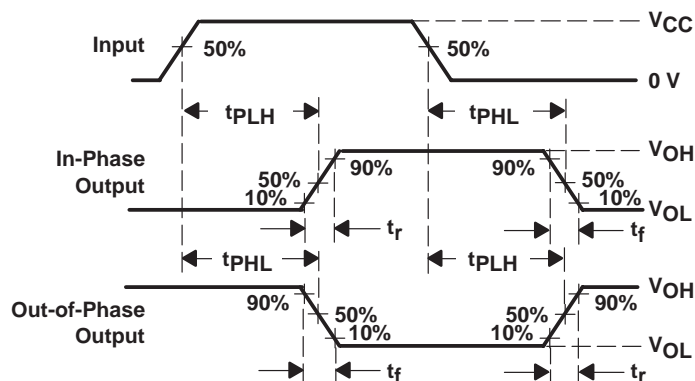 VCC
Input
50%
50%
0 V
tPLH
tPHL
In-Phase
Output
VOH
90%
90%
50%
50%
10%
10%
VOL
tr
tf
tPHL
tPLH
Out-of-Phase
Output
VOH
90%
90%
50%
50%
10%
10%
VOL
tf
tr